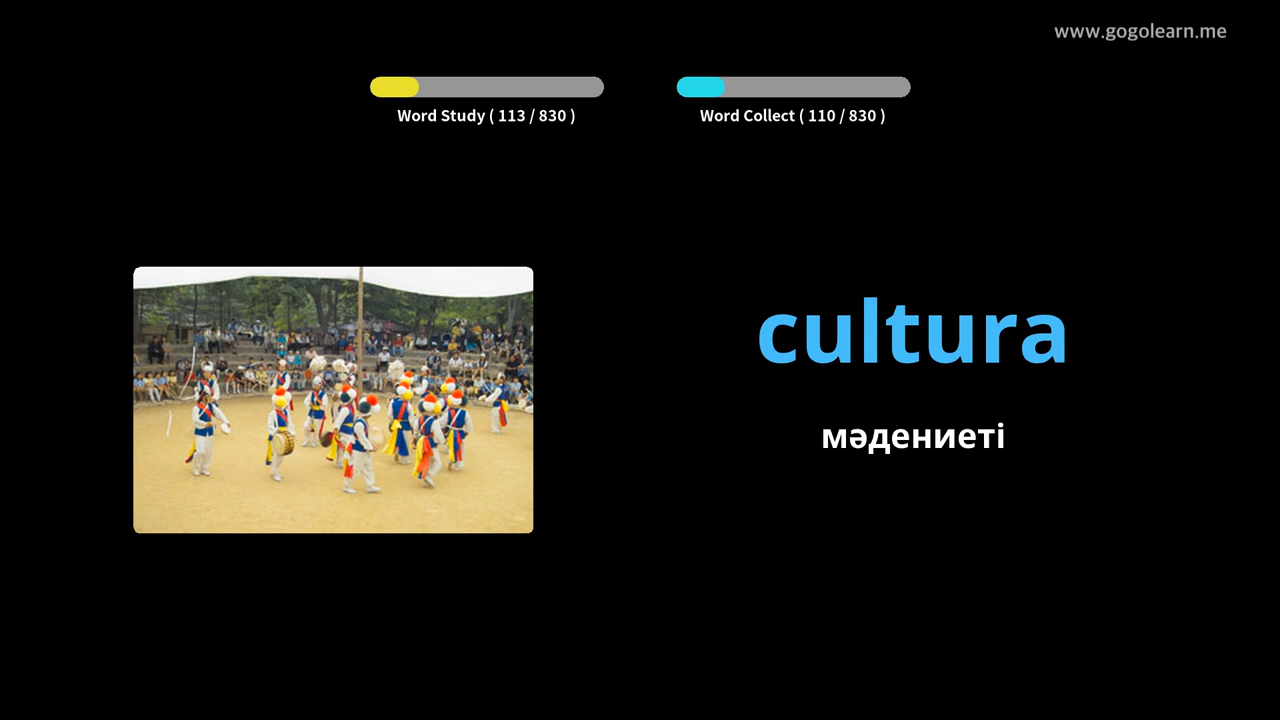 www.gogolearn.me
Word Study ( 113 / 830 )
Word Collect ( 110 / 830 )
cultura
мәдениеті